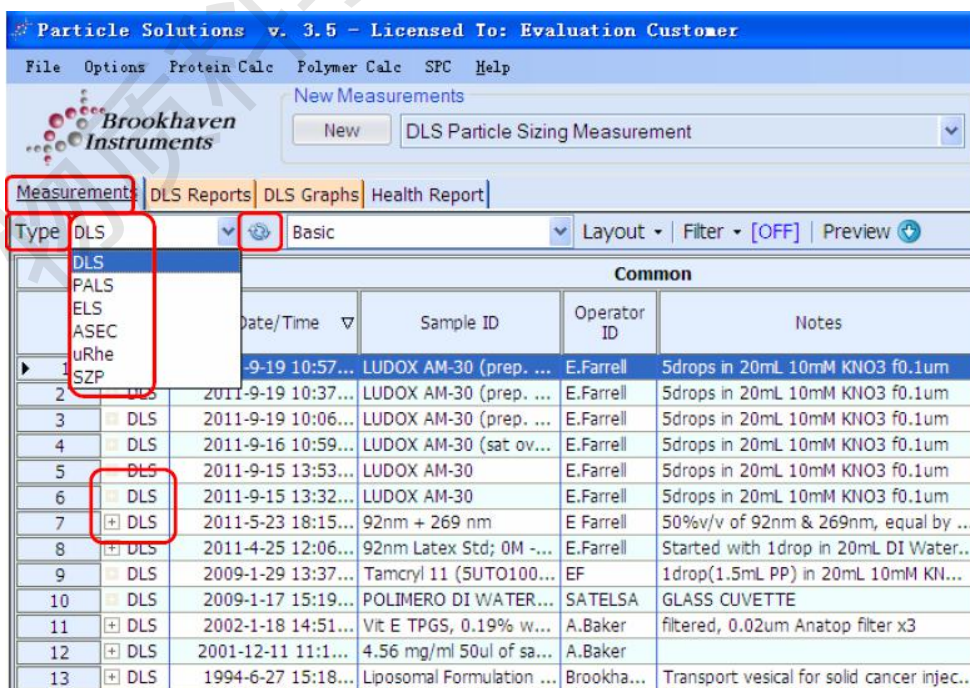 Particle Solutions v. 3.5 - Licensed To: Evaluation Customer
File Options Protein Calc Polymer Calc SPC Help
Brookhaven Instruments
New Measurements
New DLS Particle Sizing Measurement
Measurements DLS Reports DLS Graphs Health Report
Type DLS Basic Layout Filter [OFF] Preview
DLS
PALS
ELS
ASEC
uRhe
SZP
Common
Date/Time Sample ID Operator ID Notes
1 -9-19 10:57... LUDOX AM-30 (prep. ... E.Farrell 5drops in 20mL 10mM KNO3 f0.1um
2 DLS 2011-9-19 10:37... LUDOX AM-30 (prep. ... E.Farrell 5drops in 20mL 10mM KNO3 f0.1um
3 DLS 2011-9-19 10:06... LUDOX AM-30 (prep. ... E.Farrell 5drops in 20mL 10mM KNO3 f0.1um
4 DLS 2011-9-16 10:59... LUDOX AM-30 (sat ov... E.Farrell 5drops in 20mL 10mM KNO3 f0.1um
5 DLS 2011-9-15 13:53... LUDOX AM-30 E.Farrell 5drops in 20mL 10mM KNO3 f0.1um
6 DLS 2011-9-15 13:32... LUDOX AM-30 E.Farrell 5drops in 20mL 10mM KNO3 f0.1um
7 DLS 2011-5-23 18:15... 92nm + 269 nm E Farrell 50%v/v of 92nm & 269nm, equal by ...
8 DLS 2011-4-25 12:06... 92nm Latex Std; 0M -... E.Farrell Started with 1drop in 20mL DI Water..
9 DLS 2009-1-29 13:37... Tamcryl 11 (5UTO100... EF 1drop(1.5mL PP) in 20mL 10mM KN...
10 DLS 2009-1-17 15:19... POLIMERO DI WATER... SATELSA GLASS CUVETTE
11 DLS 2002-1-18 14:51... Vit E TPGS, 0.19% w... A.Baker filtered, 0.02um Anatop filter x3
12 DLS 2001-12-11 11:1... 4.56 mg/ml 50ul of sa... A.Baker
13 DLS 1994-6-27 15:18... Liposomal Formulation ... Brookha... Transport vesical for solid cancer injec...